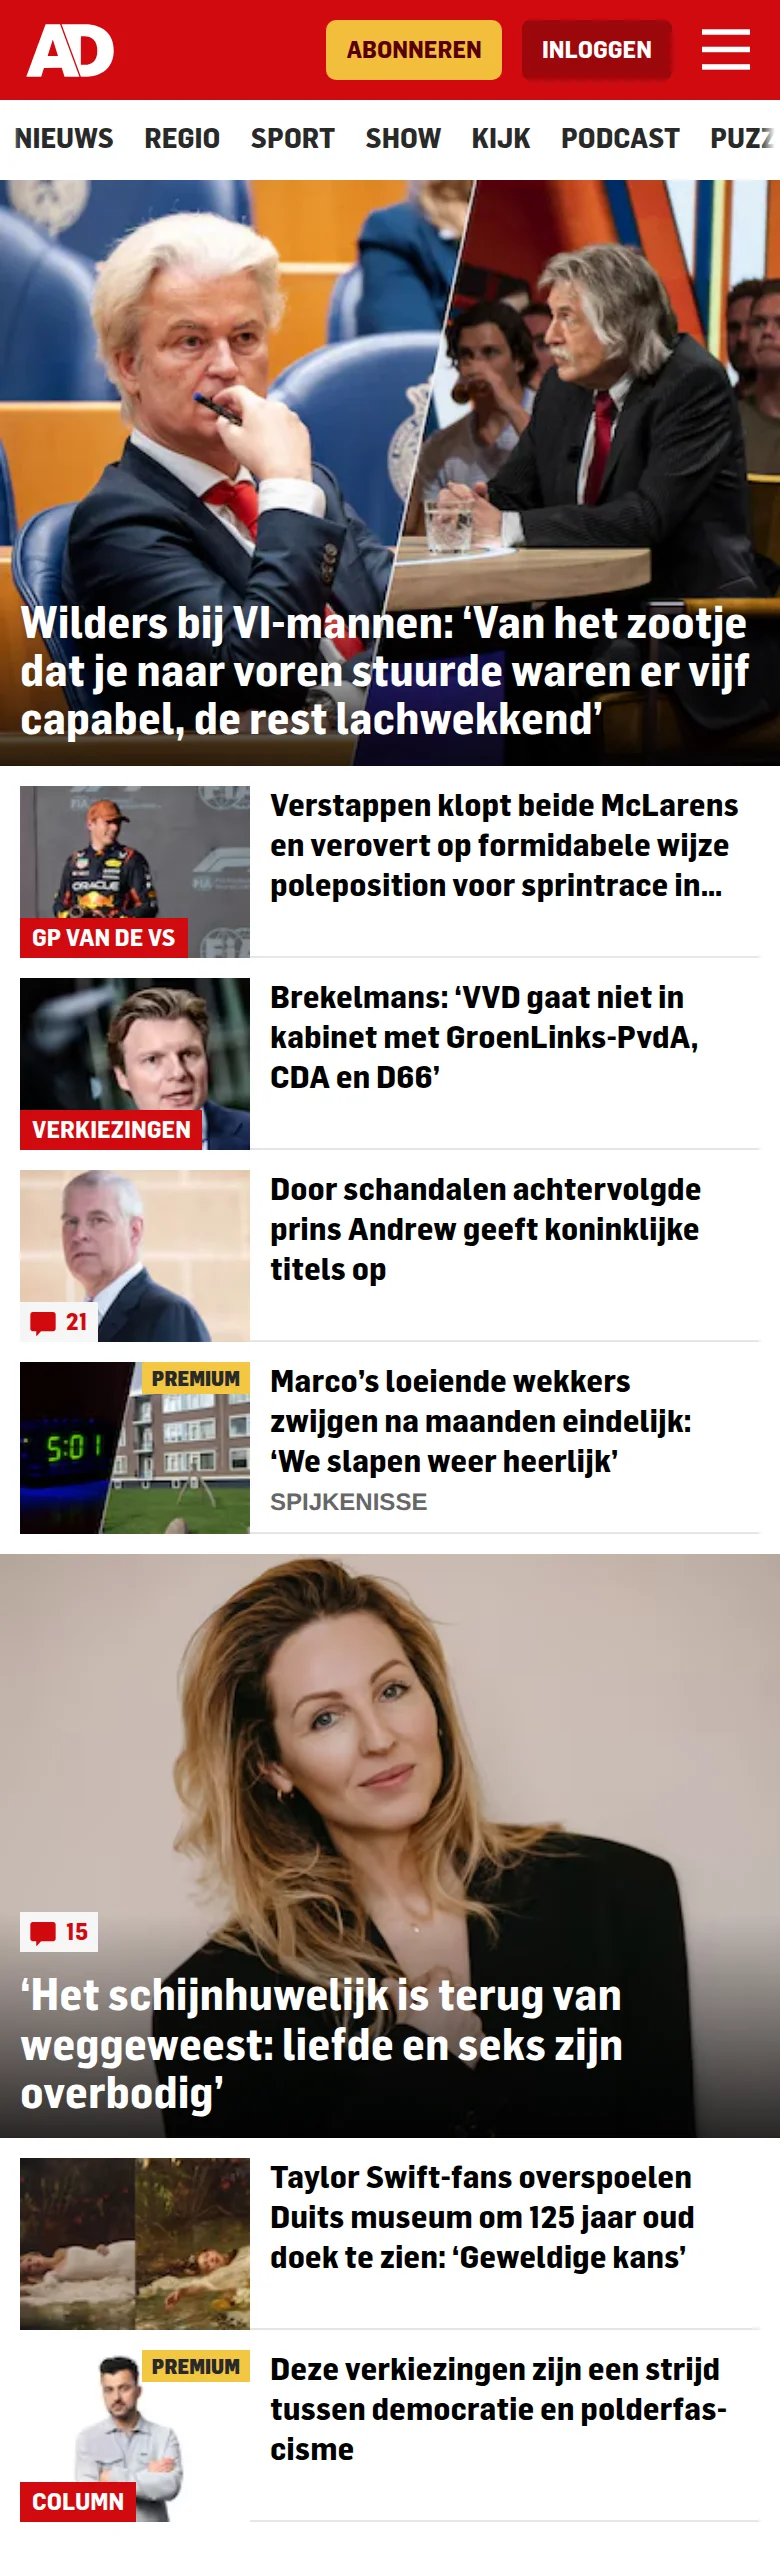 AD
ABONNEREN
INLOGGEN
NIEUWS REGIO SPORT SHOW KIJK PODCAST PUZZ
Wilders bij VI-mannen: ‘Van het zootje
dat je naar voren stuurde waren er vijf
capabel, de rest lachwekkend’
FIA
ORACLE
FIA
GP VAN DE VS
Verstappen klopt beide McLarens
en verovert op formidabele wijze
poleposition voor sprintrace in...
VERKIEZINGEN
Brekelmans: ‘VVD gaat niet in
kabinet met GroenLinks-PvdA,
CDA en D66’
21
Door schandalen achtervolgde
prins Andrew geeft koninklijke
titels op
PREMIUM
5:01
Marco’s loeiende wekkers
zwijgen na maanden eindelijk:
‘We slapen weer heerlijk’
SPIJKENISSE
15
‘Het schijnhuwelijk is terug van
weggeweest: liefde en seks zijn
overbodig’
Taylor Swift-fans overspoelen
Duits museum om 125 jaar oud
doek te zien: ‘Geweldige kans’
PREMIUM
COLUMN
Deze verkiezingen zijn een strijd
tussen democratie en polderfas-
cisme